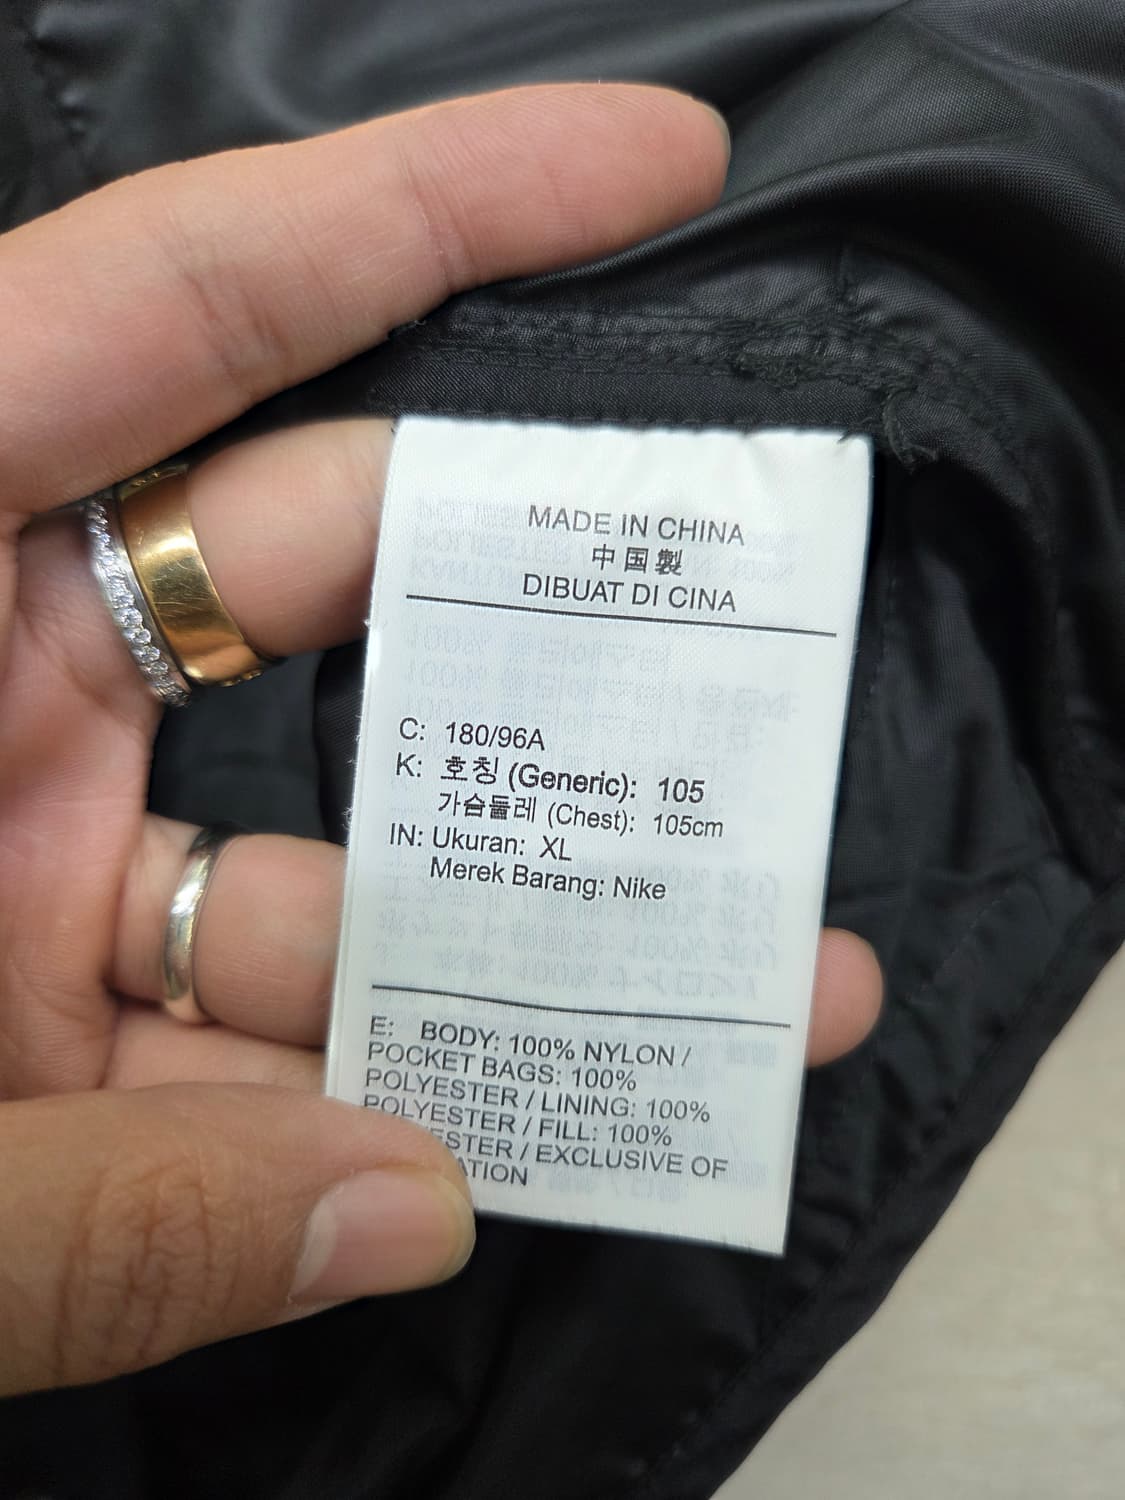 MADE IN CHINA
中国製
DIBUAT DI CINA
C: 180/96A
K: 호칭 (Generic): 105
가슴둘레 (Chest): 105cm
IN: Ukuran: XL
Merek Barang: Nike
E: BODY: 100% NYLON /
POCKET BAGS: 100%
POLYESTER / LINING: 100%
POLYESTER / FILL: 100%
ESTER / EXCLUSIVE OF
ATION